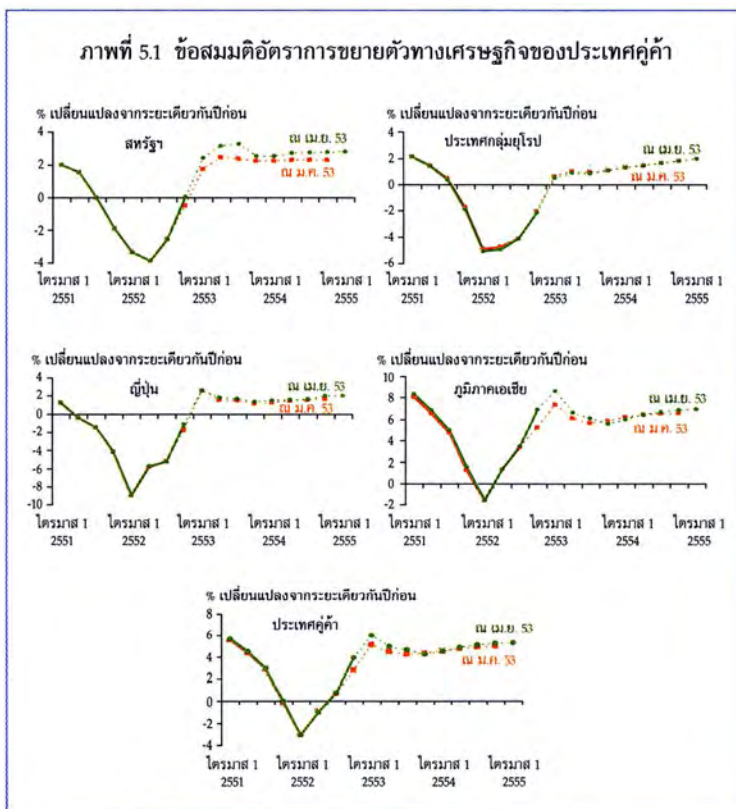 ภาพที่ 5.1 ข้อสมมติอัตราการขยายตัวทางเศรษฐกิจของประเทศคู่ค้า
% เปลี่ยนแปลงจากระยะเดียวกันปีก่อน
สหรัฐฯ
ณ เม.ย. 53
ณ ม.ค. 53
4
2
0
-2
-4
ไตรมาส 1 ไตรมาส 1 ไตรมาส 1 ไตรมาส 1 ไตรมาส 1
2551 2552 2553 2554 2555
% เปลี่ยนแปลงจากระยะเดียวกันปีก่อน
ประเทศกลุ่มยุโรป
ณ เม.ย. 53
ณ ม.ค. 53
4
2
0
-2
-4
-6
ไตรมาส 1 ไตรมาส 1 ไตรมาส 1 ไตรมาส 1 ไตรมาส 1
2551 2552 2553 2554 2555
% เปลี่ยนแปลงจากระยะเดียวกันปีก่อน
ญี่ปุ่น
ณ เม.ย. 53
ณ ม.ค. 53
4
2
0
-2
-4
-6
-8
-10
ไตรมาส 1 ไตรมาส 1 ไตรมาส 1 ไตรมาส 1 ไตรมาส 1
2551 2552 2553 2554 2555
% เปลี่ยนแปลงจากระยะเดียวกันปีก่อน
ภูมิภาคเอเชีย
ณ เม.ย. 53
ณ ม.ค. 53
10
8
6
4
2
0
-2
ไตรมาส 1 ไตรมาส 1 ไตรมาส 1 ไตรมาส 1 ไตรมาส 1
2551 2552 2553 2554 2555
% เปลี่ยนแปลงจากระยะเดียวกันปีก่อน
ประเทศคู่ค้า
ณ เม.ย. 53
ณ ม.ค. 53
8
6
4
2
0
-2
-4
ไตรมาส 1 ไตรมาส 1 ไตรมาส 1 ไตรมาส 1 ไตรมาส 1
2551 2552 2553 2554 2555